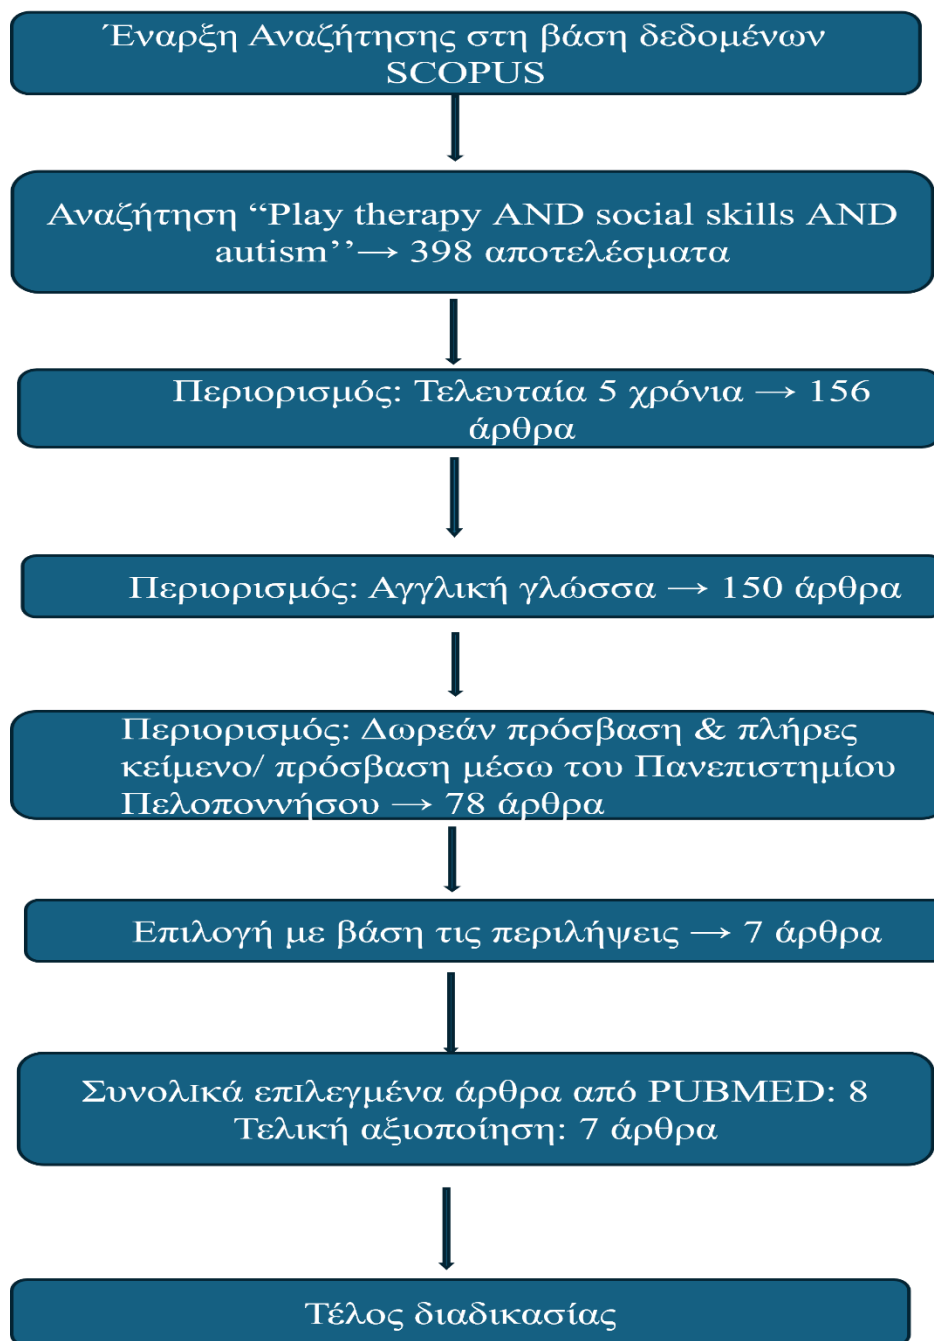 Έναρξη Αναζήτησης στη βάση δεδομένων
SCOPUS
Αναζήτηση “Play therapy AND social skills AND
autism’’→ 398 αποτελέσματα
Περιορισμός: Τελευταία 5 χρόνια → 156
άρθρα
Περιορισμός: Αγγλική γλώσσα → 150 άρθρα
Περιορισμός: Δωρεάν πρόσβαση & πλήρες
κείμενο/ πρόσβαση μέσω του Πανεπιστημίου
Πελοποννήσου → 78 άρθρα
Επιλογή με βάση τις περιλήψεις → 7 άρθρα
Συνολικά επιλεγμένα άρθρα από PUBMED: 8
Τελική αξιοποίηση: 7 άρθρα
Τέλος διαδικασίας